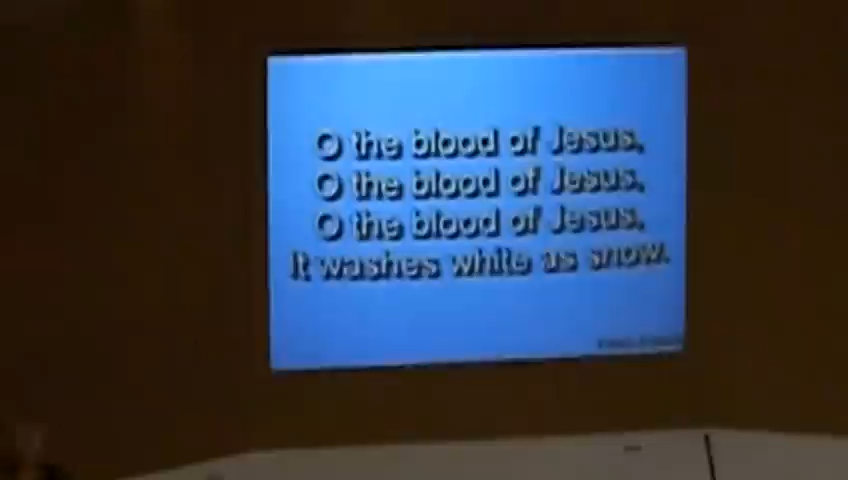 O the blood of Jesus,
O the blood of Jesus,
O the blood of Jesus,
It washes white as snow.